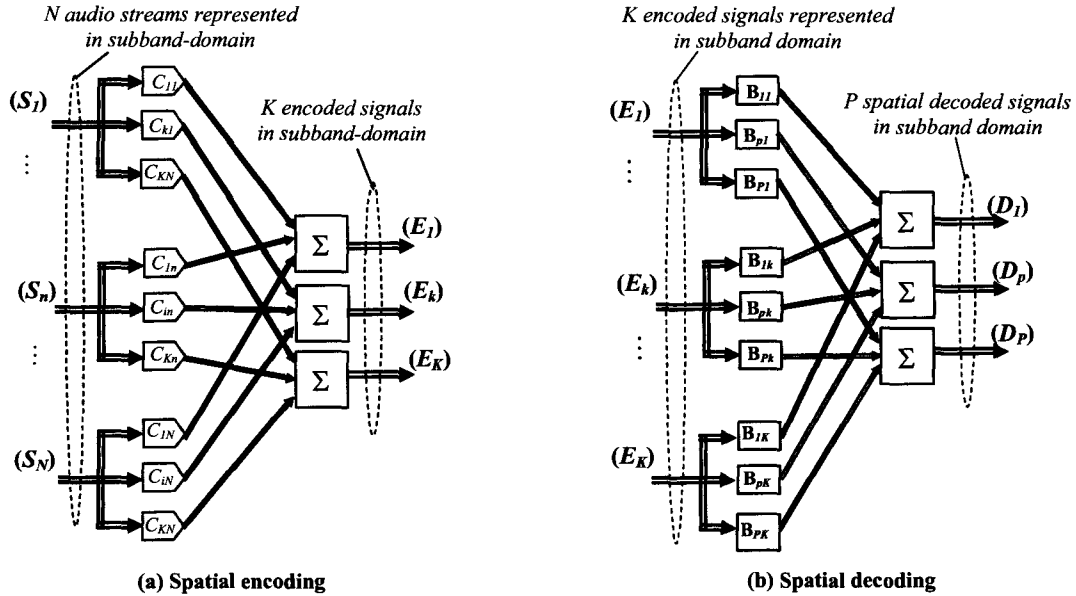 N audio streams represented
in subband-domain
(S1)
C11
Ck1
CKN
⋮
K encoded signals
in subband-domain
(Sn)
C1n
Cin
CKn
⋮
(SN)
C1N
CiN
CKN
Σ
Σ
Σ
(E1)
(Ek)
(EK)
(a) Spatial encoding
K encoded signals represented
in subband domain
(E1)
B11
Bp1
BP1
⋮
P spatial decoded signals
in subband domain
(Ek)
B1k
Bpk
BPk
⋮
(EK)
B1K
BpK
BPK
Σ
Σ
Σ
(D1)
(Dp)
(DP)
(b) Spatial decoding